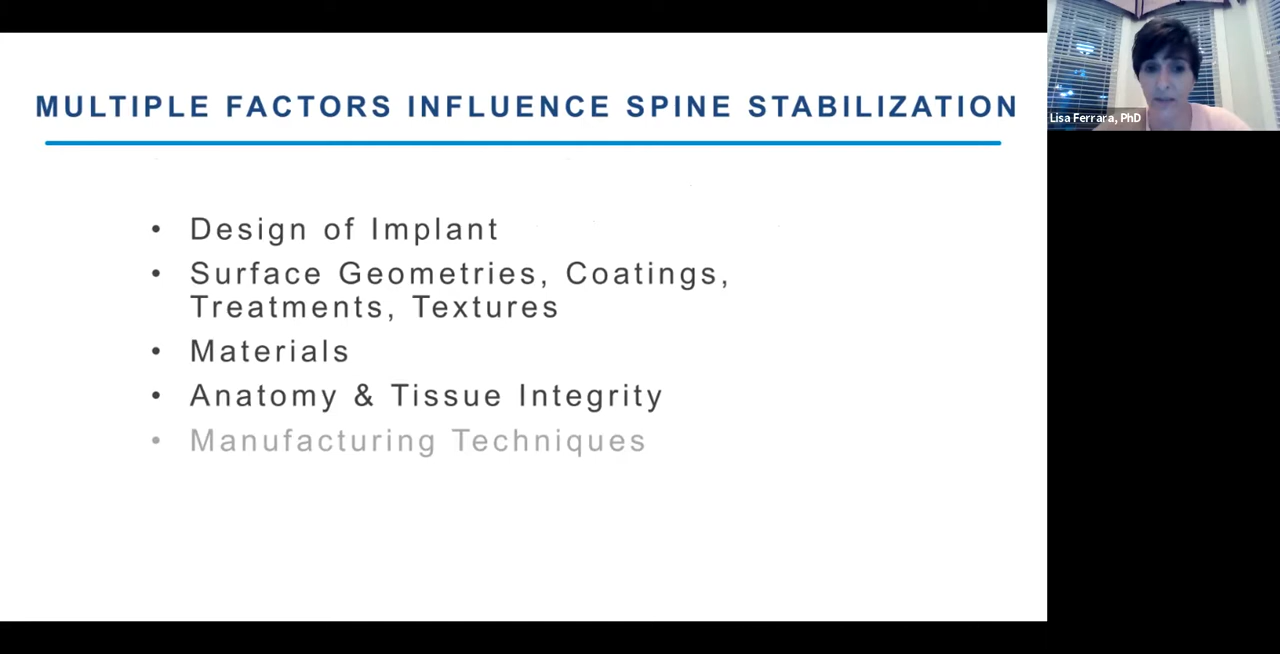 MULTIPLE FACTORS INFLUENCE SPINE STABILIZATION
Lisa Ferrara, PhD
• Design of Implant
• Surface Geometries, Coatings,
Treatments, Textures
• Materials
• Anatomy & Tissue Integrity
• Manufacturing Techniques